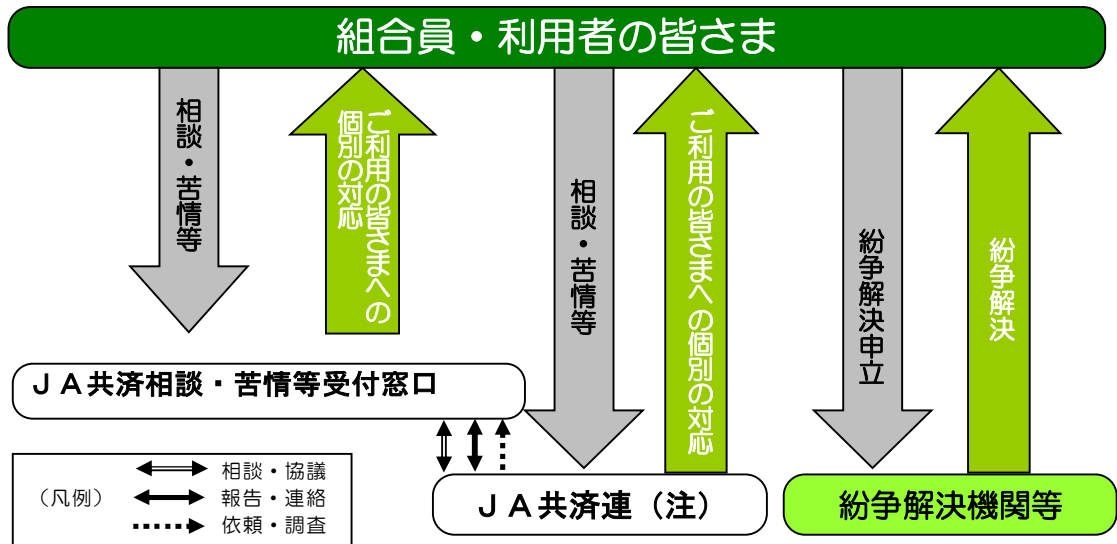 組合員・利用者の皆さま
相談・苦情等
ご利用の皆さまへの
個別の対応
相談・苦情等
ご利用の皆さまへの個別の対応
紛争解決申立
紛争解決
ＪＡ共済相談・苦情等受付窓口
ＪＡ共済連（注）
紛争解決機関等
（凡例）
相談・協議
報告・連絡
依頼・調査